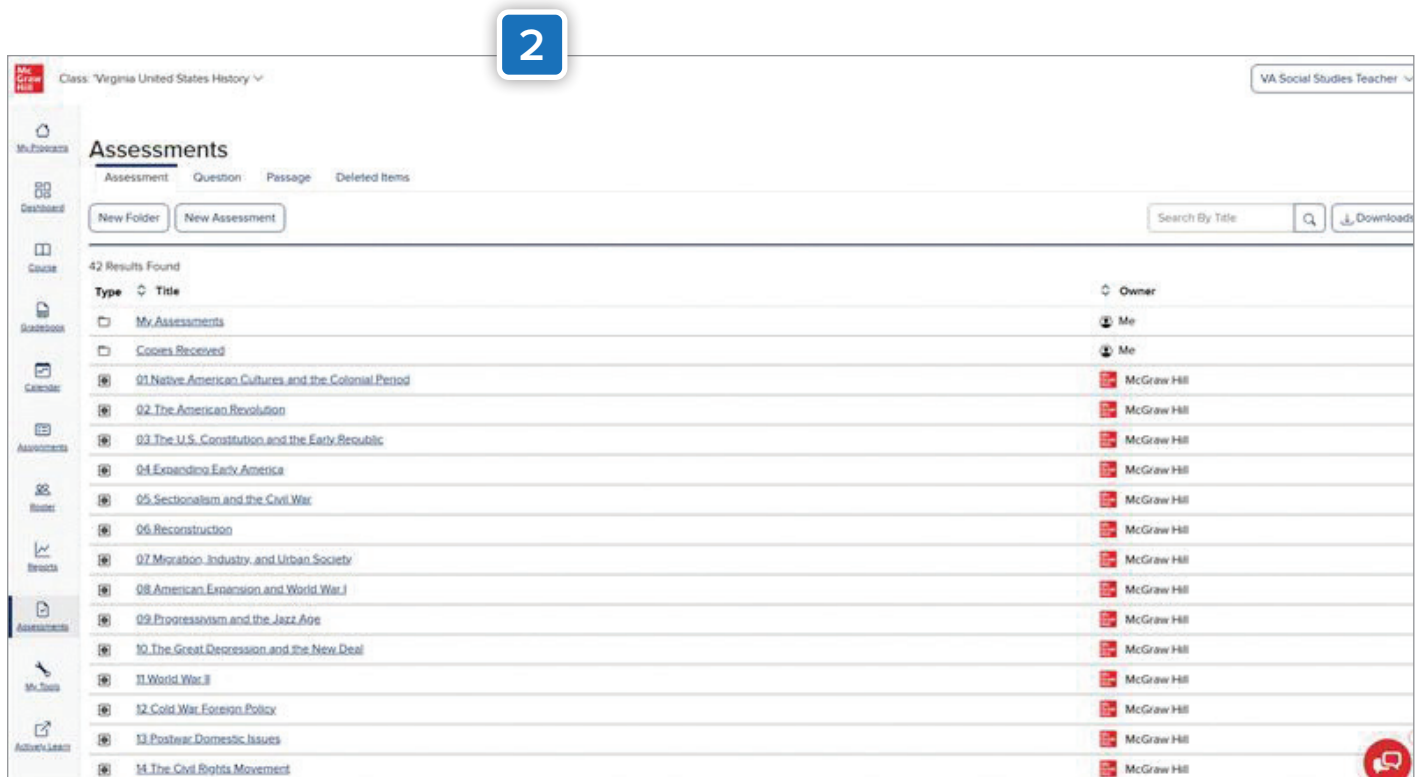 2
Mc Graw Hill
Class: "Virginia United States History
VA Social Studies Teacher
My Programs
Assessments
Assessment Question Passage Deleted Items
Dashboard
New Folder New Assessment Search By Title Downloads
Course
42 Results Found
Type Title Owner
Gradebook
My Assessments Me
Copies Received Me
Calendar
01 Native American Cultures and the Colonial Period McGraw Hill
02 The American Revolution McGraw Hill
Assignments
03 The U.S. Constitution and the Early Republic McGraw Hill
04 Expanding Early America McGraw Hill
05 Sectionalism and the Civil War McGraw Hill
Roster
06 Reconstruction McGraw Hill
07 Migration, Industry, and Urban Society McGraw Hill
Reports
08 American Expansion and World War I McGraw Hill
09 Progressivism and the Jazz Age McGraw Hill
Assessments
10 The Great Depression and the New Deal McGraw Hill
11 World War II McGraw Hill
My Tools
12 Cold War Foreign Policy McGraw Hill
13 Postwar Domestic Issues McGraw Hill
Actively Learn
14 The Civil Rights Movement McGraw Hill